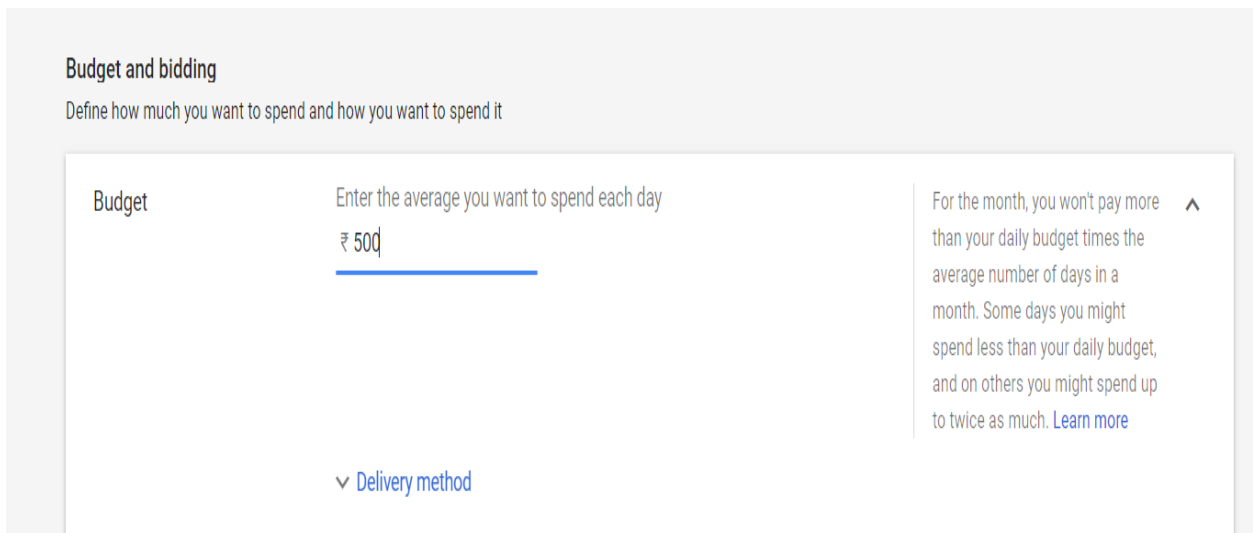 Budget and bidding
Define how much you want to spend and how you want to spend it
Budget
Enter the average you want to spend each day
₹ 500
For the month, you won't pay more
than your daily budget times the
average number of days in a
month. Some days you might
spend less than your daily budget,
and on others you might spend up
to twice as much. Learn more
Delivery method